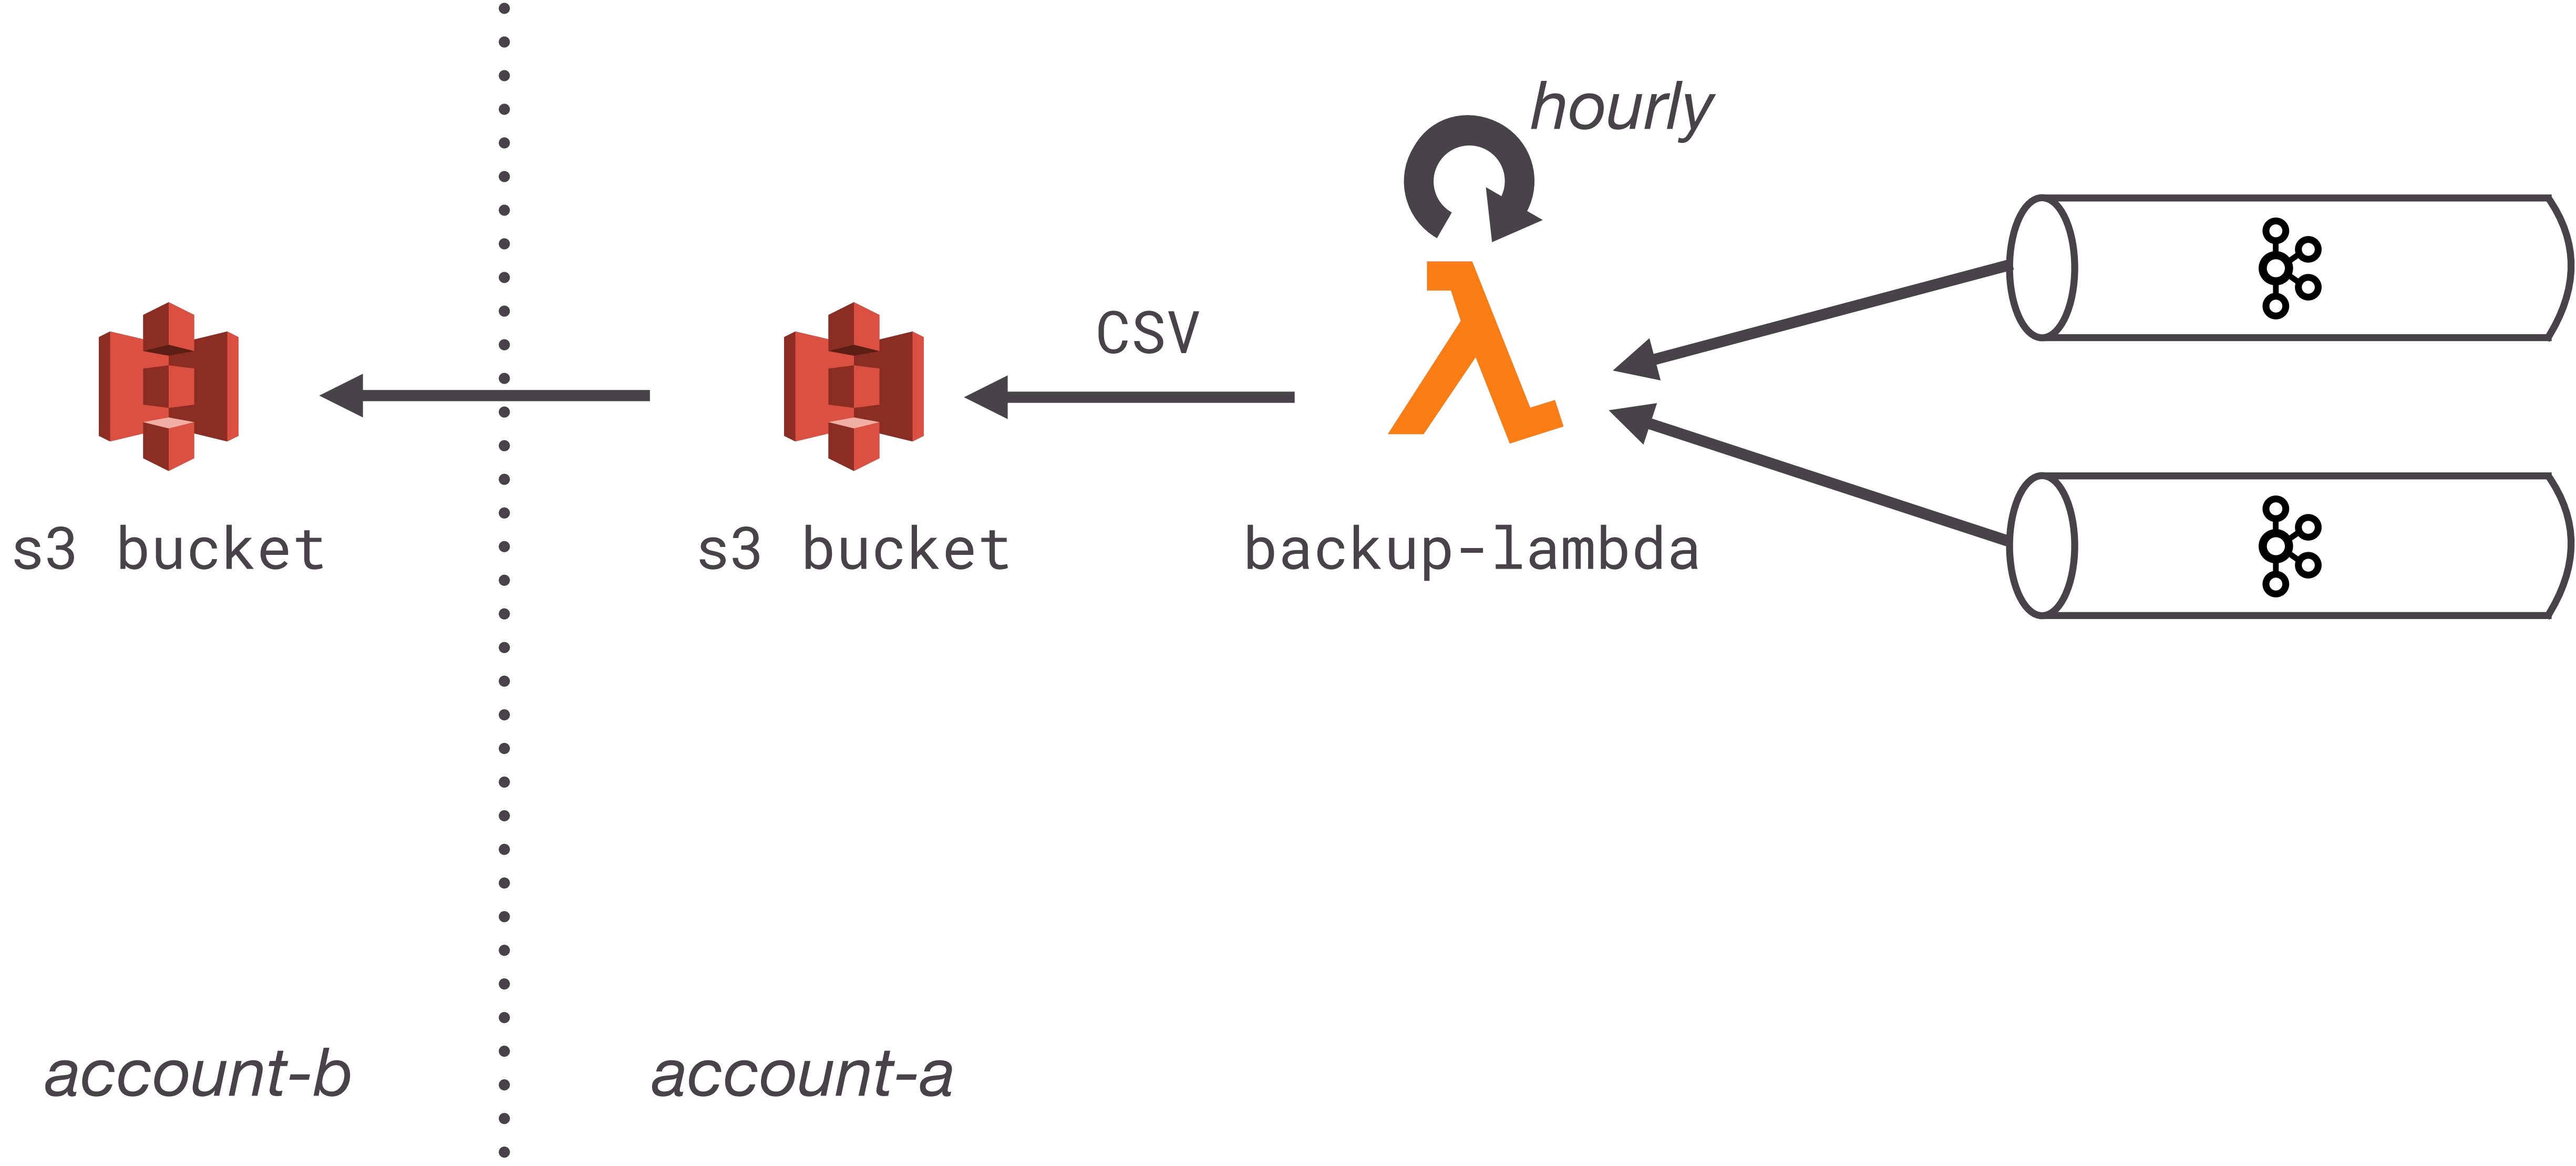 hourly
CSV
s3 bucket
s3 bucket
backup-lambda
account-b
account-a